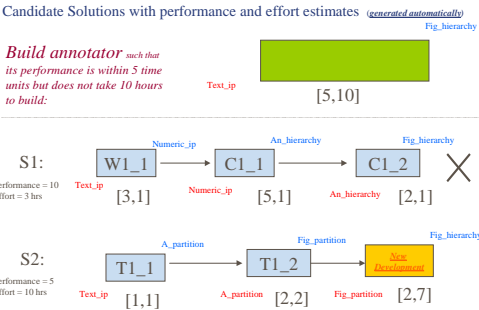 Candidate Solutions with performance and effort estimates (generated automatically)
Fig_hierarchy
Build annotator such that
its performance is within 5 time
units but does not take 10 hours
to build:
Text_ip
[5,10]
Numeric_ip
An_hierarchy
Fig_hierarchy
S1:
W1_1
C1_1
C1_2
erformance = 10
ffort = 3 hrs
Text_ip
Numeric_ip
An_hierarchy
[3,1]
[5,1]
[2,1]
A_partition
Fig_partition
Fig_hierarchy
S2:
T1_1
T1_2
New
Development
erformance = 5
ffort = 10 hrs
Text_ip
[1,1]
A_partition
[2,2]
Fig_partition
[2,7]